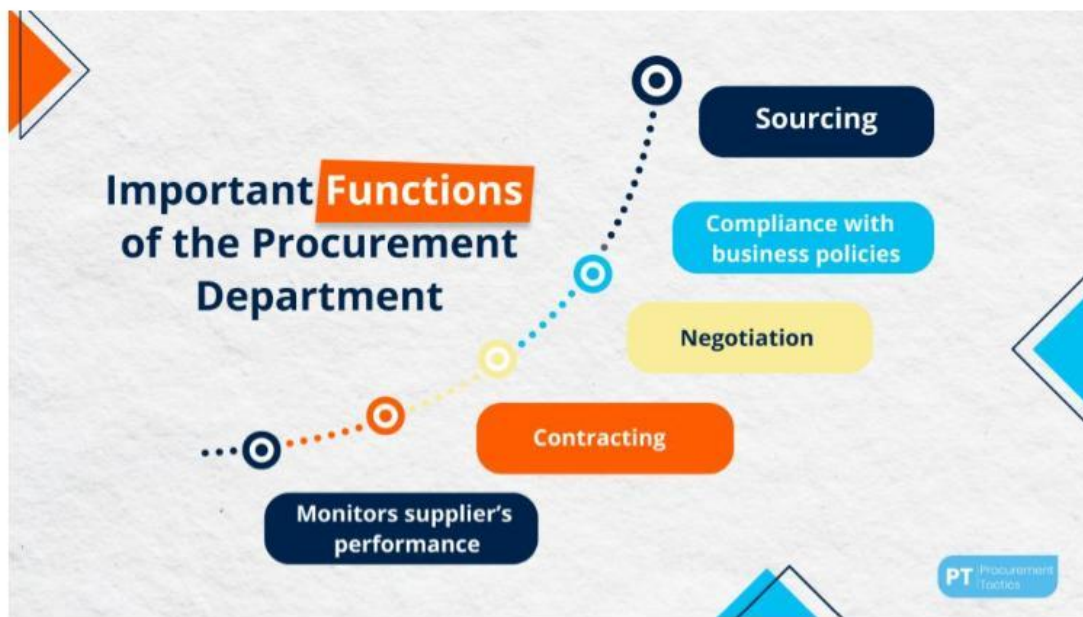 Important Functions
of the Procurement
Department
Sourcing
Compliance with
business policies
Negotiation
Contracting
Monitors supplier's
performance
PT Procurement
Tactics